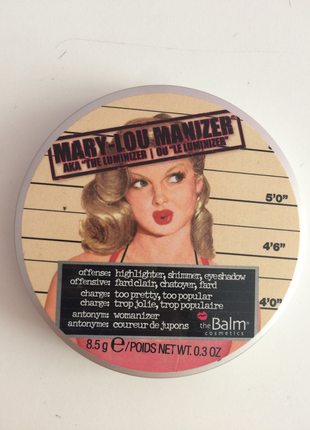 MARY-LOU MANIZER®
AKA "THE LUMINIZER | OU "LE LUMINIZER"
5'0"
4'6"
4'0"
offense: highlighter, shimmer, eyeshadow
offensive: fard clair, chatoyer, fard
charge: too pretty, too popular
charge: trop jolie, trop populaire
antonym: womanizer
antonyme: coureur de jupons
theBalm®
cosmetics
8.5 g ℮/POIDS NET WT. 0.3 OZ